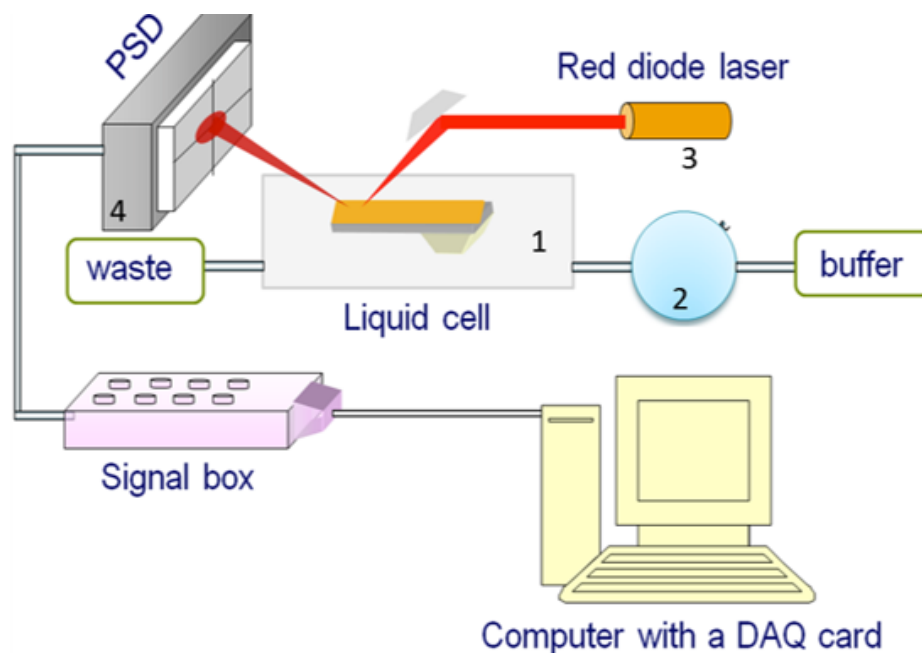 PSD
Red diode laser
3
4
1
waste
2
buffer
Liquid cell
Signal box
Computer with a DAQ card